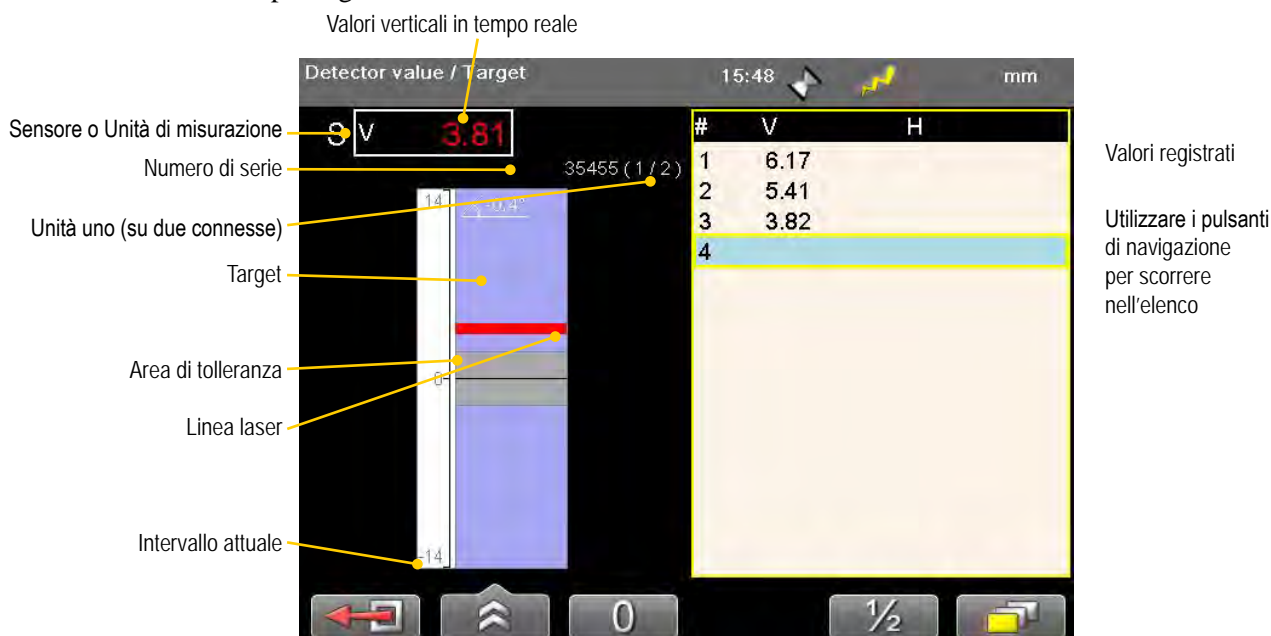 Valori verticali in tempo reale
Detector value / Target 15:48 mm
Sensore o Unità di misurazione
S V 3.81
Numero di serie
35455 ( 1 / 2 )
Unità uno (su due connesse)
14
-0.4°
Target
Area di tolleranza
0
Linea laser
Intervallo attuale
-14
# V H
1 6.17
2 5.41
3 3.82
4
Valori registrati
Utilizzare i pulsanti
di navigazione
per scorrere
nell'elenco
0 ½